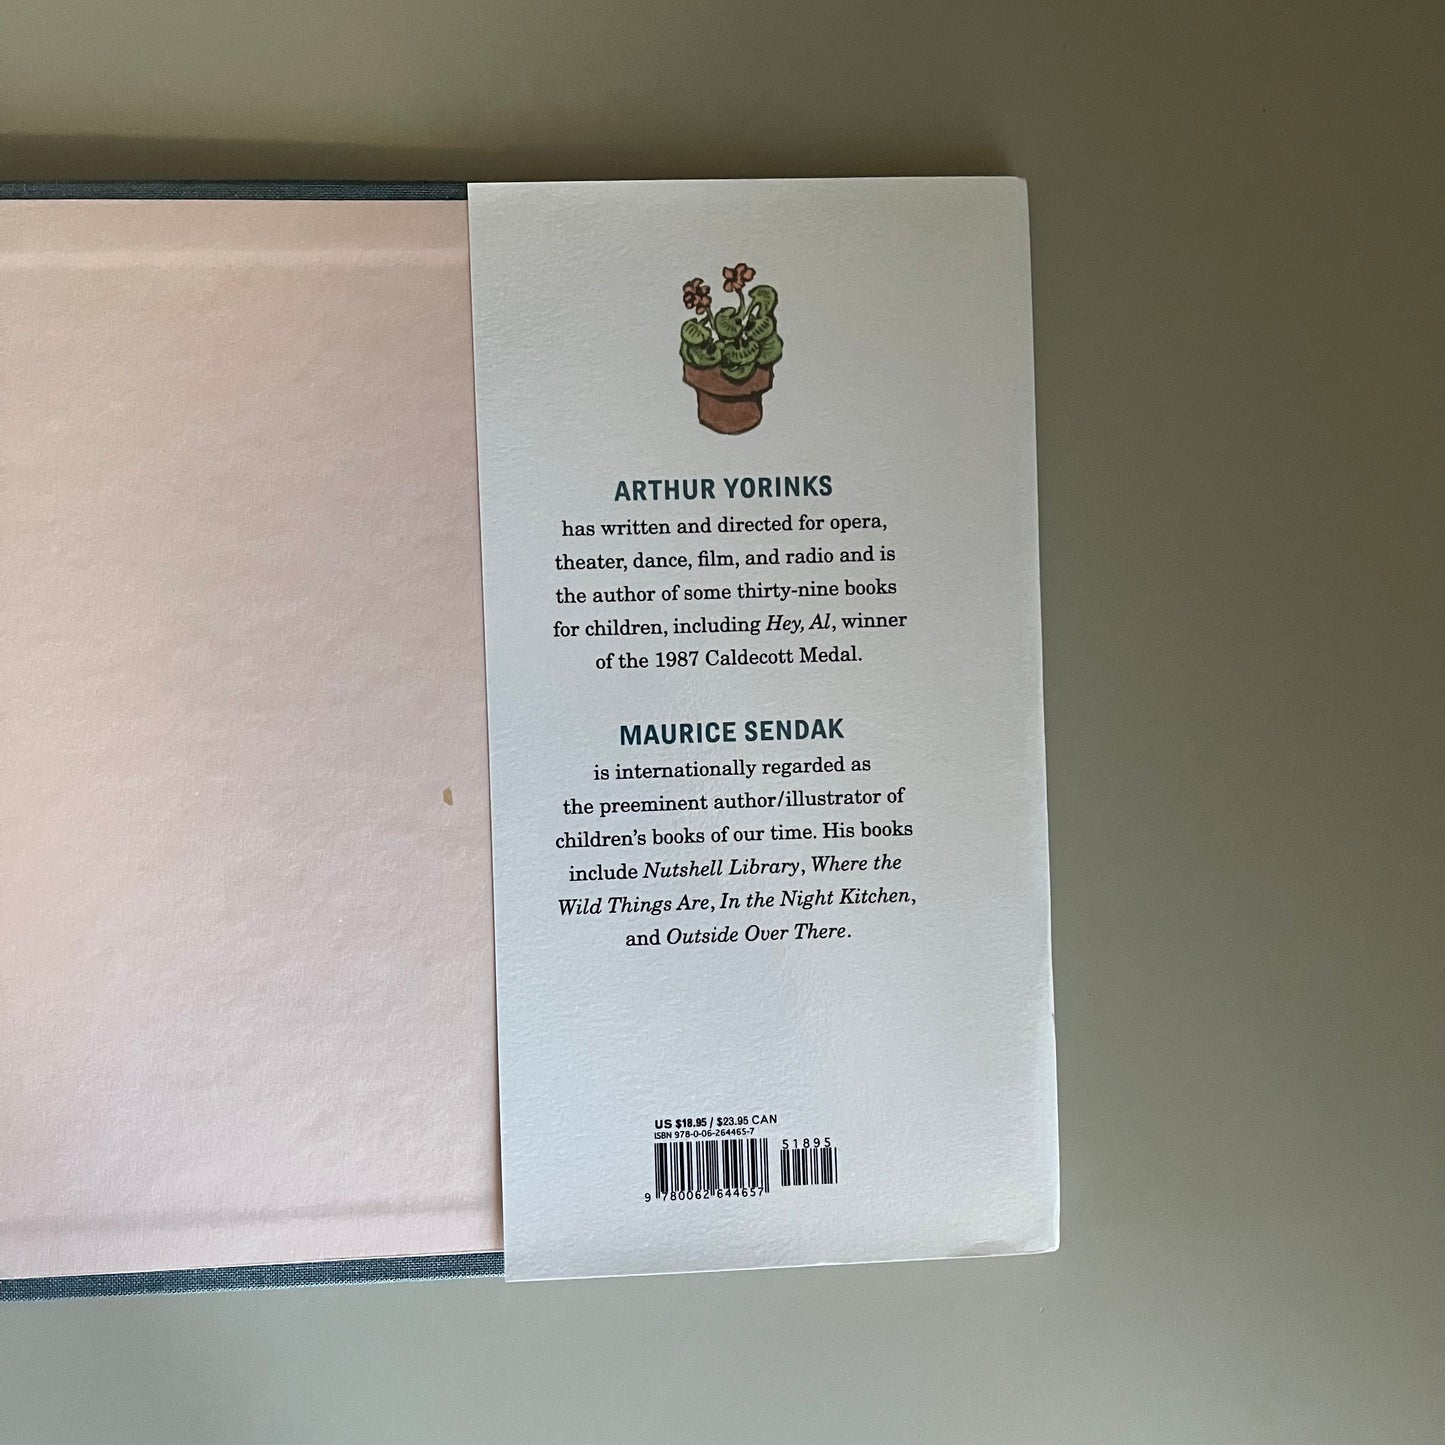 ARTHUR YORINKS
has written and directed for opera,
theater, dance, film, and radio and is
the author of some thirty-nine books
for children, including Hey, Al, winner
of the 1987 Caldecott Medal.
MAURICE SENDAK
is internationally regarded as
the preeminent author/illustrator of
children's books of our time. His books
include Nutshell Library, Where the
Wild Things Are, In the Night Kitchen,
and Outside Over There.
US $18.95 / $23.95 CAN
ISBN 978-0-06-264465-7
51895
9 780062 644657